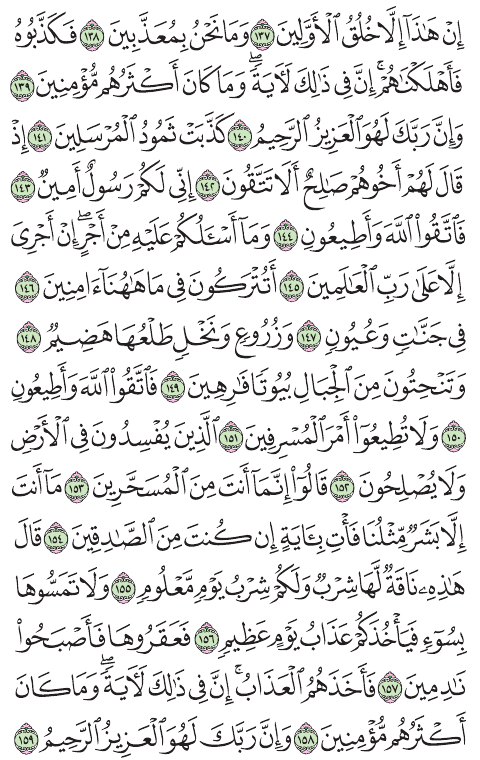 إِنْ هَٰذَآ إِلَّا خُلُقُ ٱلْأَوَّلِينَ ١٣٧ وَمَا نَحْنُ بِمُعَذَّبِينَ ١٣٨ فَكَذَّبُوهُ
فَأَهْلَكْنَٰهُمْ ۗ إِنَّ فِى ذَٰلِكَ لَءَايَةً ۖ وَمَا كَانَ أَكْثَرُهُم مُّؤْمِنِينَ ١٣٩
وَإِنَّ رَبَّكَ لَهُوَ ٱلْعَزِيزُ ٱلرَّحِيمُ ١٤٠ كَذَّبَتْ ثَمُودُ ٱلْمُرْسَلِينَ ١٤١ إِذْ
قَالَ لَهُمْ أَخُوهُمْ صَٰلِحٌ أَلَا تَتَّقُونَ ١٤٢ إِنِّى لَكُمْ رَسُولٌ أَمِينٌ ١٤٣
فَٱتَّقُوا۟ ٱللَّهَ وَأَطِيعُونِ ١٤٤ وَمَآ أَسْـَٔلُكُمْ عَلَيْهِ مِنْ أَجْرٍ ۖ إِنْ أَجْرِىَ
إِلَّا عَلَىٰ رَبِّ ٱلْعَٰلَمِينَ ١٤٥ أَتُتْرَكُونَ فِى مَا هَٰهُنَآ ءَامِنِينَ ١٤٦
فِى جَنَّٰتٍ وَعُيُونٍ ١٤٧ وَزُرُوعٍ وَنَخْلٍ طَلْعُهَا هَضِيمٌ ١٤٨
وَتَنْحِتُونَ مِنَ ٱلْجِبَالِ بُيُوتًا فَٰرِهِينَ ١٤٩ فَٱتَّقُوا۟ ٱللَّهَ وَأَطِيعُونِ
١٥٠ وَلَا تُطِيعُوٓا۟ أَمْرَ ٱلْمُسْرِفِينَ ١٥١ ٱلَّذِينَ يُفْسِدُونَ فِى ٱلْأَرْضِ
وَلَا يُصْلِحُونَ ١٥٢ قَالُوٓا۟ إِنَّمَآ أَنتَ مِنَ ٱلْمُسَحَّرِينَ ١٥٣ مَآ أَنتَ
إِلَّا بَشَرٌ مِّثْلُنَا فَأْتِ بِـَٔايَةٍ إِن كُنتَ مِنَ ٱلصَّٰدِقِينَ ١٥٤ قَالَ
هَٰذِهِۦ نَاقَةٌ لَّهَا شِرْبٌ وَلَكُمْ شِرْبُ يَوْمٍ مَّعْلُومٍ ١٥٥ وَلَا تَمَسُّوهَا
بِسُوٓءٍ فَيَأْخُذَكُمْ عَذَابُ يَوْمٍ عَظِيمٍ ١٥٦ فَعَقَرُوهَا فَأَصْبَحُوا۟
نَٰدِمِينَ ١٥٧ فَأَخَذَهُمُ ٱلْعَذَابُ ۗ إِنَّ فِى ذَٰلِكَ لَءَايَةً ۖ وَمَا كَانَ
أَكْثَرُهُم مُّؤْمِنِينَ ١٥٨ وَإِنَّ رَبَّكَ لَهُوَ ٱلْعَزِيزُ ٱلرَّحِيمُ ١٥٩